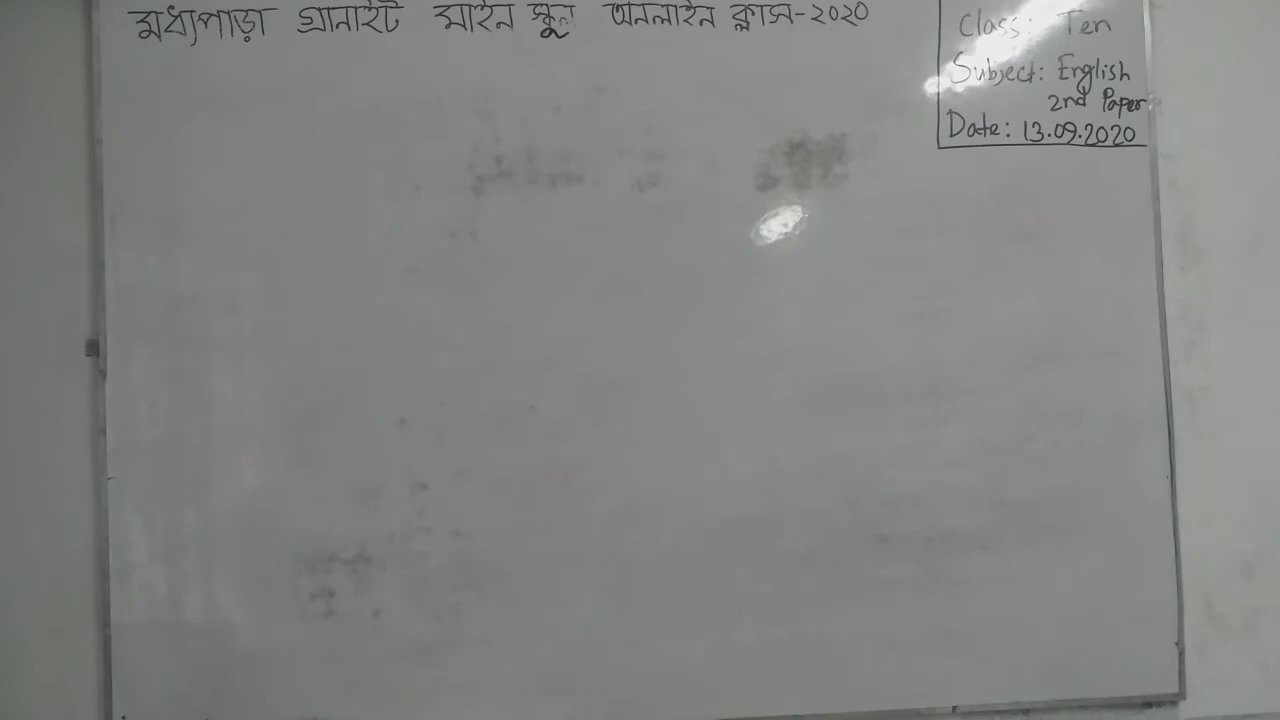 মধ্যপাড়া গ্রানাইট মাইন স্কুল অনলাইন ক্লাস-২০২০
Class: Ten
Subject: English
2nd Paper
Date: 13.09.2020